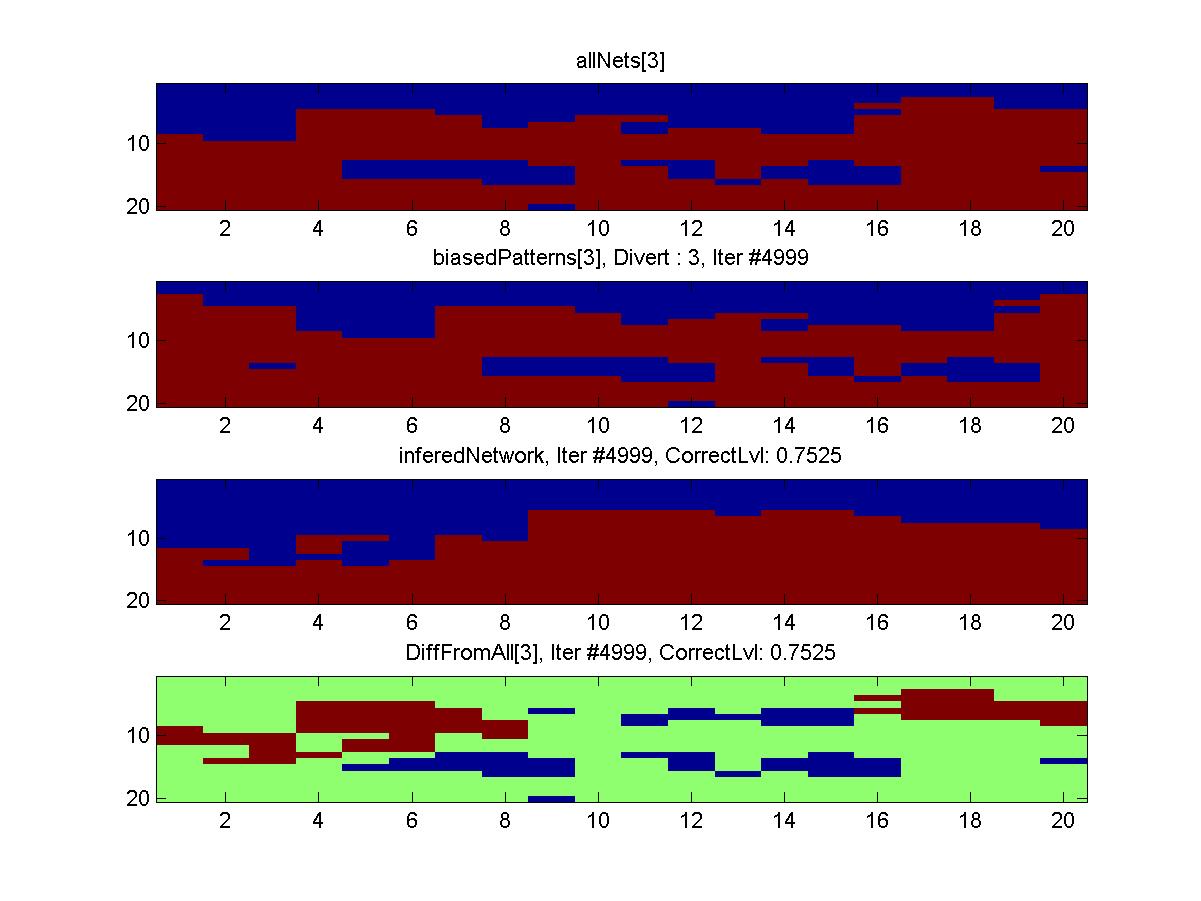 allNets[3]
10
20
2 4 6 8 10 12 14 16 18 20
biasedPatterns[3], Divert : 3, Iter #4999
10
20
2 4 6 8 10 12 14 16 18 20
inferedNetwork, Iter #4999, CorrectLvl: 0.7525
10
20
2 4 6 8 10 12 14 16 18 20
DiffFromAll[3], Iter #4999, CorrectLvl: 0.7525
10
20
2 4 6 8 10 12 14 16 18 20